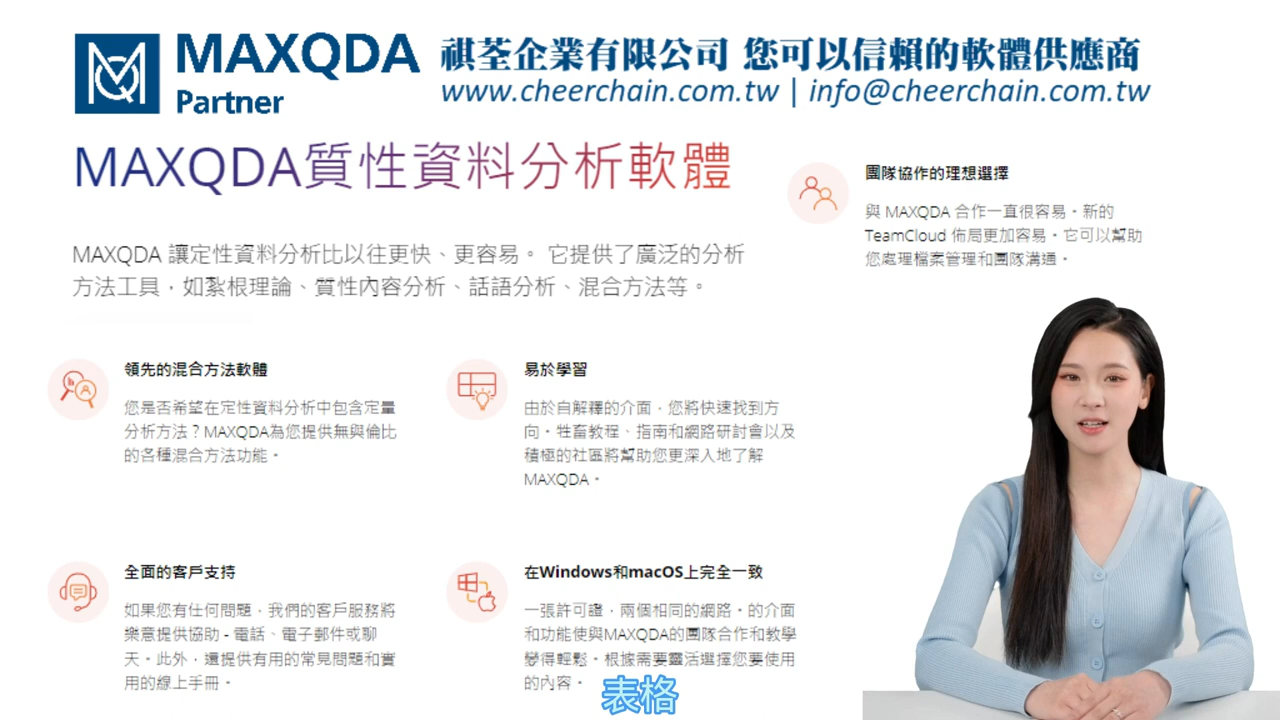 MAXQDA
Partner
祺荃企業有限公司 您可以信賴的軟體供應商
www.cheerchain.com.tw | info@cheerchain.com.tw
MAXQDA質性資料分析軟體
MAXQDA 讓定性資料分析比以往更快、更容易。 它提供了廣泛的分析
方法工具，如紮根理論、質性內容分析、話語分析、混合方法等。
團隊協作的理想選擇
與 MAXQDA 合作一直很容易。新的
TeamCloud 佈局更加容易。它可以幫助
您處理檔案管理和團隊溝通。
領先的混合方法軟體
您是否希望在定性資料分析中包含定量
分析方法？MAXQDA為您提供無與倫比
的各種混合方法功能。
易於學習
由於自解釋的介面，您將快速找到方
向。牲畜教程、指南和網路研討會以及
積極的社區將幫助您更深入地了解
MAXQDA。
全面的客戶支持
如果您有任何問題，我們的客戶服務將
樂意提供協助 - 電話、電子郵件或聊
天。此外，還提供有用的常見問題和實
用的線上手冊。
在Windows和macOS上完全一致
一張許可證，兩個相同的網路。的介面
和功能使與MAXQDA的團隊合作和教學
變得輕鬆。根據需要靈活選擇您要使用
的內容。
表格